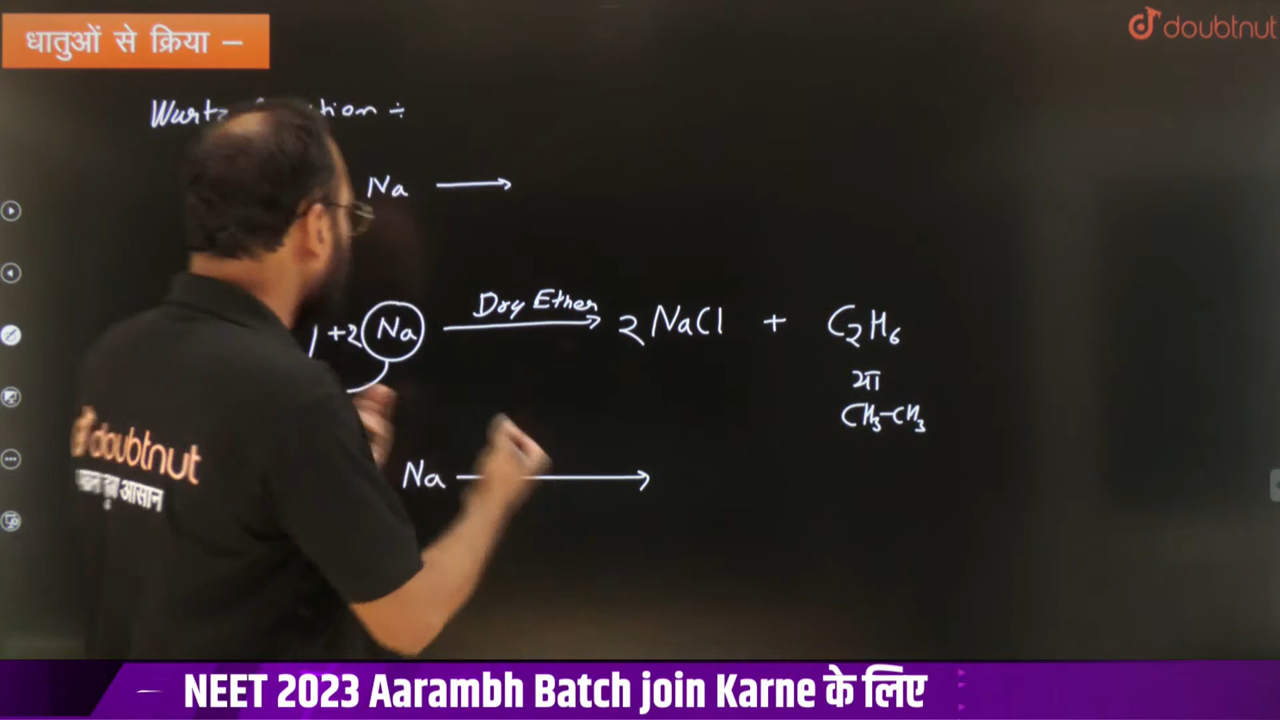 धातुओं से क्रिया –
doubtnut
Na ⟶
+2 Na ⟶ Dry Ether 2 NaCl + C₂H₆
या
CH₃-CH₃
doubtnut
Na ⟶
NEET 2023 Aarambh Batch join Karne के लिए